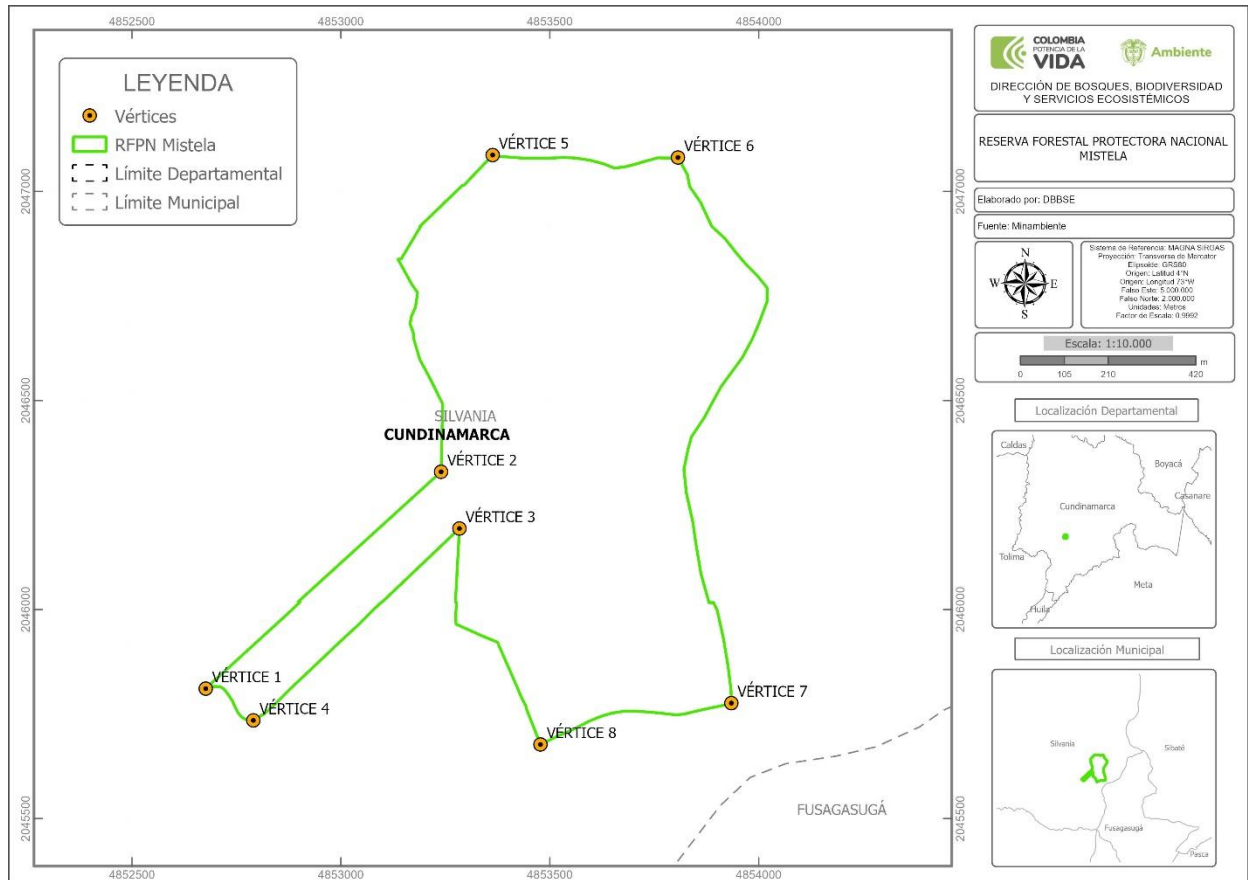 4852500
4853000
4853500
4854000
LEYENDA
Vértices
RFPN Mistela
Límite Departamental
Límite Municipal
2047000
2046500
2046000
2045500
VÉRTICE 5
VÉRTICE 6
SILVANIA
CUNDINAMARCA
VÉRTICE 2
VÉRTICE 3
VÉRTICE 1
VÉRTICE 4
VÉRTICE 7
VÉRTICE 8
FUSAGASUGÁ
2047000
2046500
2046000
2045500
4852500
4853000
4853500
4854000
COLOMBIA
POTENCIA DE LA
VIDA
Ambiente
DIRECCIÓN DE BOSQUES, BIODIVERSIDAD
Y SERVICIOS ECOSISTÉMICOS
RESERVA FORESTAL PROTECTORA NACIONAL
MISTELA
Elaborado por: DBBSE
Fuente: Minambiente
N
W E
S
Sistema de Referencia: MAGNA SIRGAS
Proyección: Transverse de Mercator
Elipsoide: GRS80
Origen: Latitud 4°N
Origen: Longitud 73°W
Falso Este: 5.000.000
Falso Norte: 2.000.000
Unidades: Metros
Factor de Escala: 0.9992
Escala: 1:10.000
m
0 105 210 420
Localización Departamental
Caldas
Boyacá
Casanare
Cundinamarca
Tolima
Meta
Huila
Localización Municipal
Silvania
Sibaté
Fusagasugá
Pasca